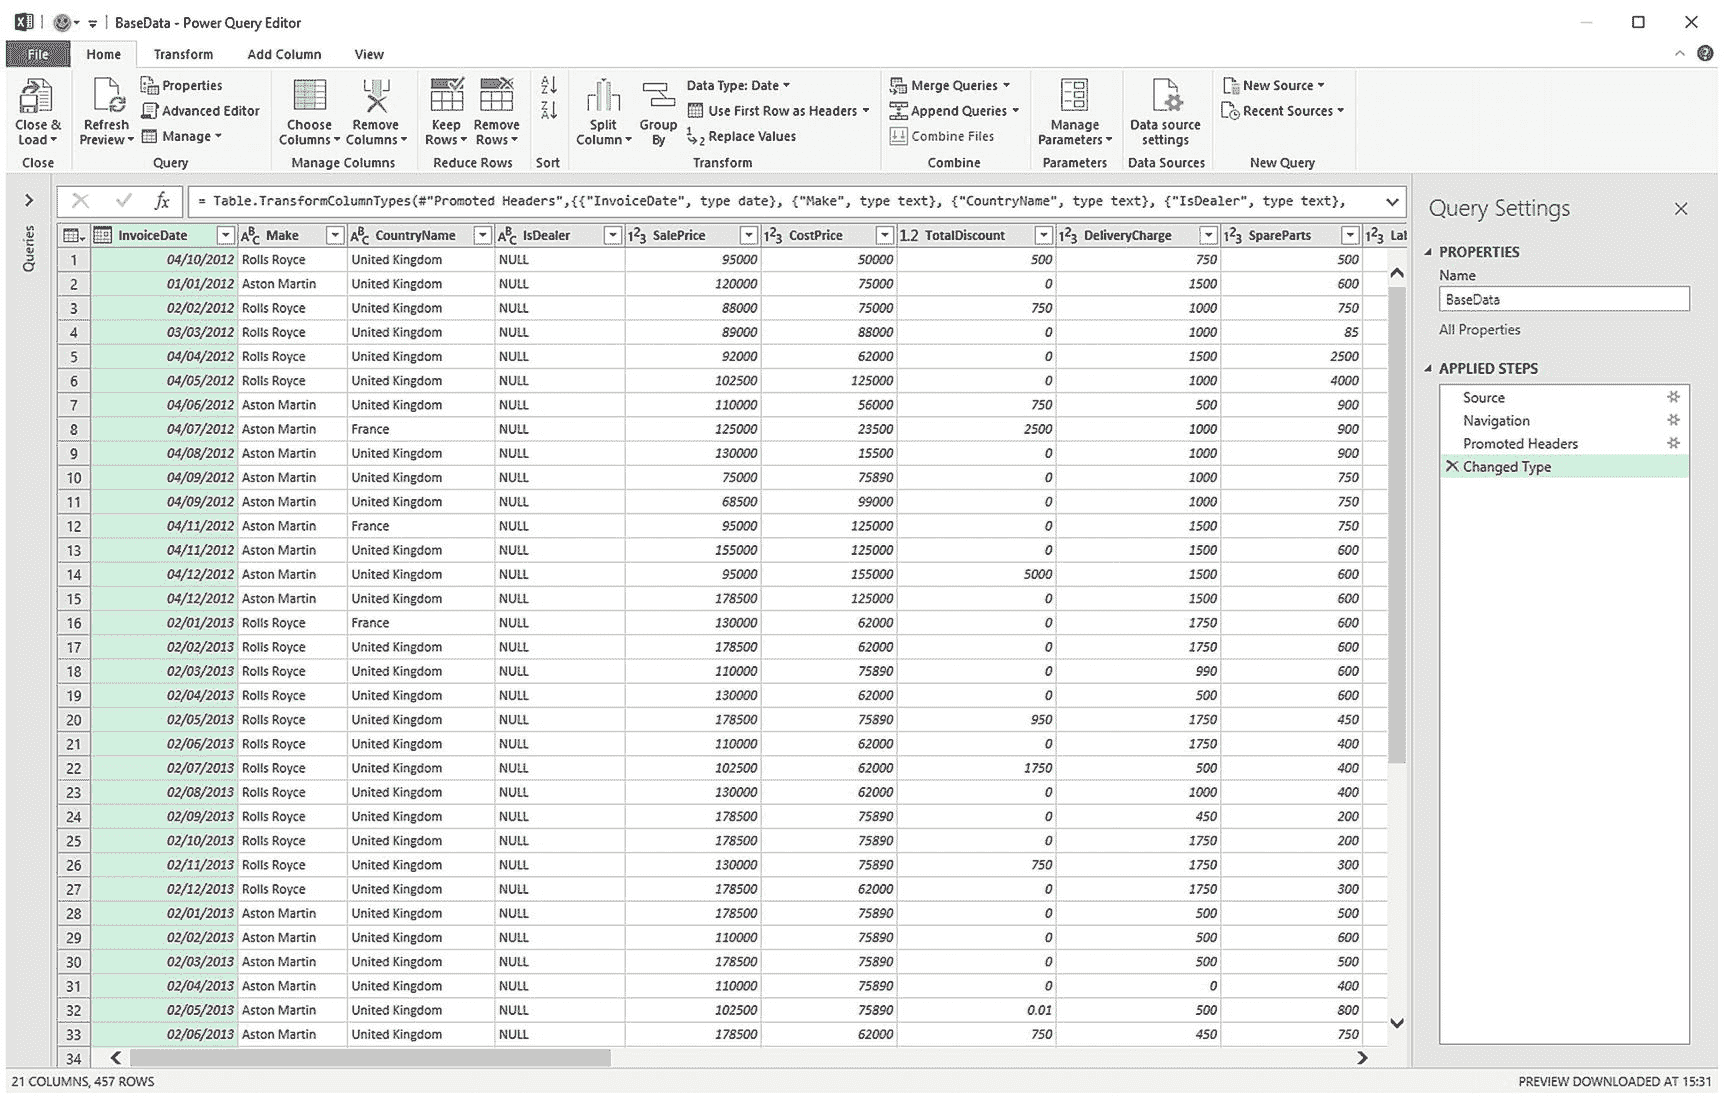 BaseData - Power Query Editor
File Home Transform Add Column View
Close & Load Refresh Preview Properties Advanced Editor Manage Choose Columns Remove Columns Keep Rows Remove Rows Split Column Group By Data Type: Date Use First Row as Headers Replace Values Merge Queries Append Queries Combine Files Manage Parameters Data source settings New Source Recent Sources
Close Query Manage Columns Reduce Rows Sort Transform Combine Parameters Data Sources New Query
Queries
fx = Table.TransformColumnTypes(#"Promoted Headers",{{"InvoiceDate", type date}, {"Make", type text}, {"CountryName", type text}, {"IsDealer", type text},
InvoiceDate ABC Make ABC CountryName ABC IsDealer 123 SalePrice 123 CostPrice 1.2 TotalDiscount 123 DeliveryCharge 123 SpareParts 123 Lab
1 04/10/2012 Rolls Royce United Kingdom NULL 95000 50000 500 750 500
2 01/01/2012 Aston Martin United Kingdom NULL 120000 75000 0 1500 600
3 02/02/2012 Rolls Royce United Kingdom NULL 88000 75000 750 1000 750
4 03/03/2012 Rolls Royce United Kingdom NULL 89000 88000 0 1000 85
5 04/04/2012 Rolls Royce United Kingdom NULL 92000 62000 0 1500 2500
6 04/05/2012 Rolls Royce United Kingdom NULL 102500 125000 0 1000 4000
7 04/06/2012 Aston Martin United Kingdom NULL 110000 56000 750 500 900
8 04/07/2012 Aston Martin France NULL 125000 23500 2500 1000 900
9 04/08/2012 Aston Martin United Kingdom NULL 130000 15500 0 1000 900
10 04/09/2012 Aston Martin United Kingdom NULL 75000 75890 0 1000 750
11 04/09/2012 Aston Martin United Kingdom NULL 68500 99000 0 1000 750
12 04/11/2012 Aston Martin France NULL 95000 125000 0 1500 750
13 04/11/2012 Aston Martin United Kingdom NULL 155000 125000 0 1500 600
14 04/12/2012 Aston Martin United Kingdom NULL 95000 155000 5000 1500 600
15 04/12/2012 Aston Martin United Kingdom NULL 178500 125000 0 1500 600
16 02/01/2013 Rolls Royce France NULL 130000 62000 0 1750 600
17 02/02/2013 Rolls Royce United Kingdom NULL 178500 62000 0 1750 600
18 02/03/2013 Rolls Royce United Kingdom NULL 110000 75890 0 990 600
19 02/04/2013 Rolls Royce United Kingdom NULL 130000 62000 0 500 600
20 02/05/2013 Rolls Royce United Kingdom NULL 178500 75890 950 1750 450
21 02/06/2013 Rolls Royce United Kingdom NULL 110000 62000 0 1750 400
22 02/07/2013 Rolls Royce United Kingdom NULL 102500 62000 1750 500 400
23 02/08/2013 Rolls Royce United Kingdom NULL 130000 62000 0 1000 400
24 02/09/2013 Rolls Royce United Kingdom NULL 178500 75890 0 450 200
25 02/10/2013 Rolls Royce United Kingdom NULL 178500 75890 0 1750 200
26 02/11/2013 Rolls Royce United Kingdom NULL 130000 75890 750 1750 300
27 02/12/2013 Rolls Royce United Kingdom NULL 178500 62000 0 1750 300
28 02/01/2013 Aston Martin United Kingdom NULL 178500 75890 0 500 500
29 02/02/2013 Aston Martin United Kingdom NULL 110000 75890 0 500 600
30 02/03/2013 Aston Martin United Kingdom NULL 178500 75890 0 500 500
31 02/04/2013 Aston Martin United Kingdom NULL 110000 75890 0 0 400
32 02/05/2013 Aston Martin United Kingdom NULL 102500 75890 0.01 500 800
33 02/06/2013 Aston Martin United Kingdom NULL 178500 62000 750 450 750
34
Query Settings
PROPERTIES
Name
BaseData
All Properties
APPLIED STEPS
Source
Navigation
Promoted Headers
Changed Type
21 COLUMNS, 457 ROWS
PREVIEW DOWNLOADED AT 15:31